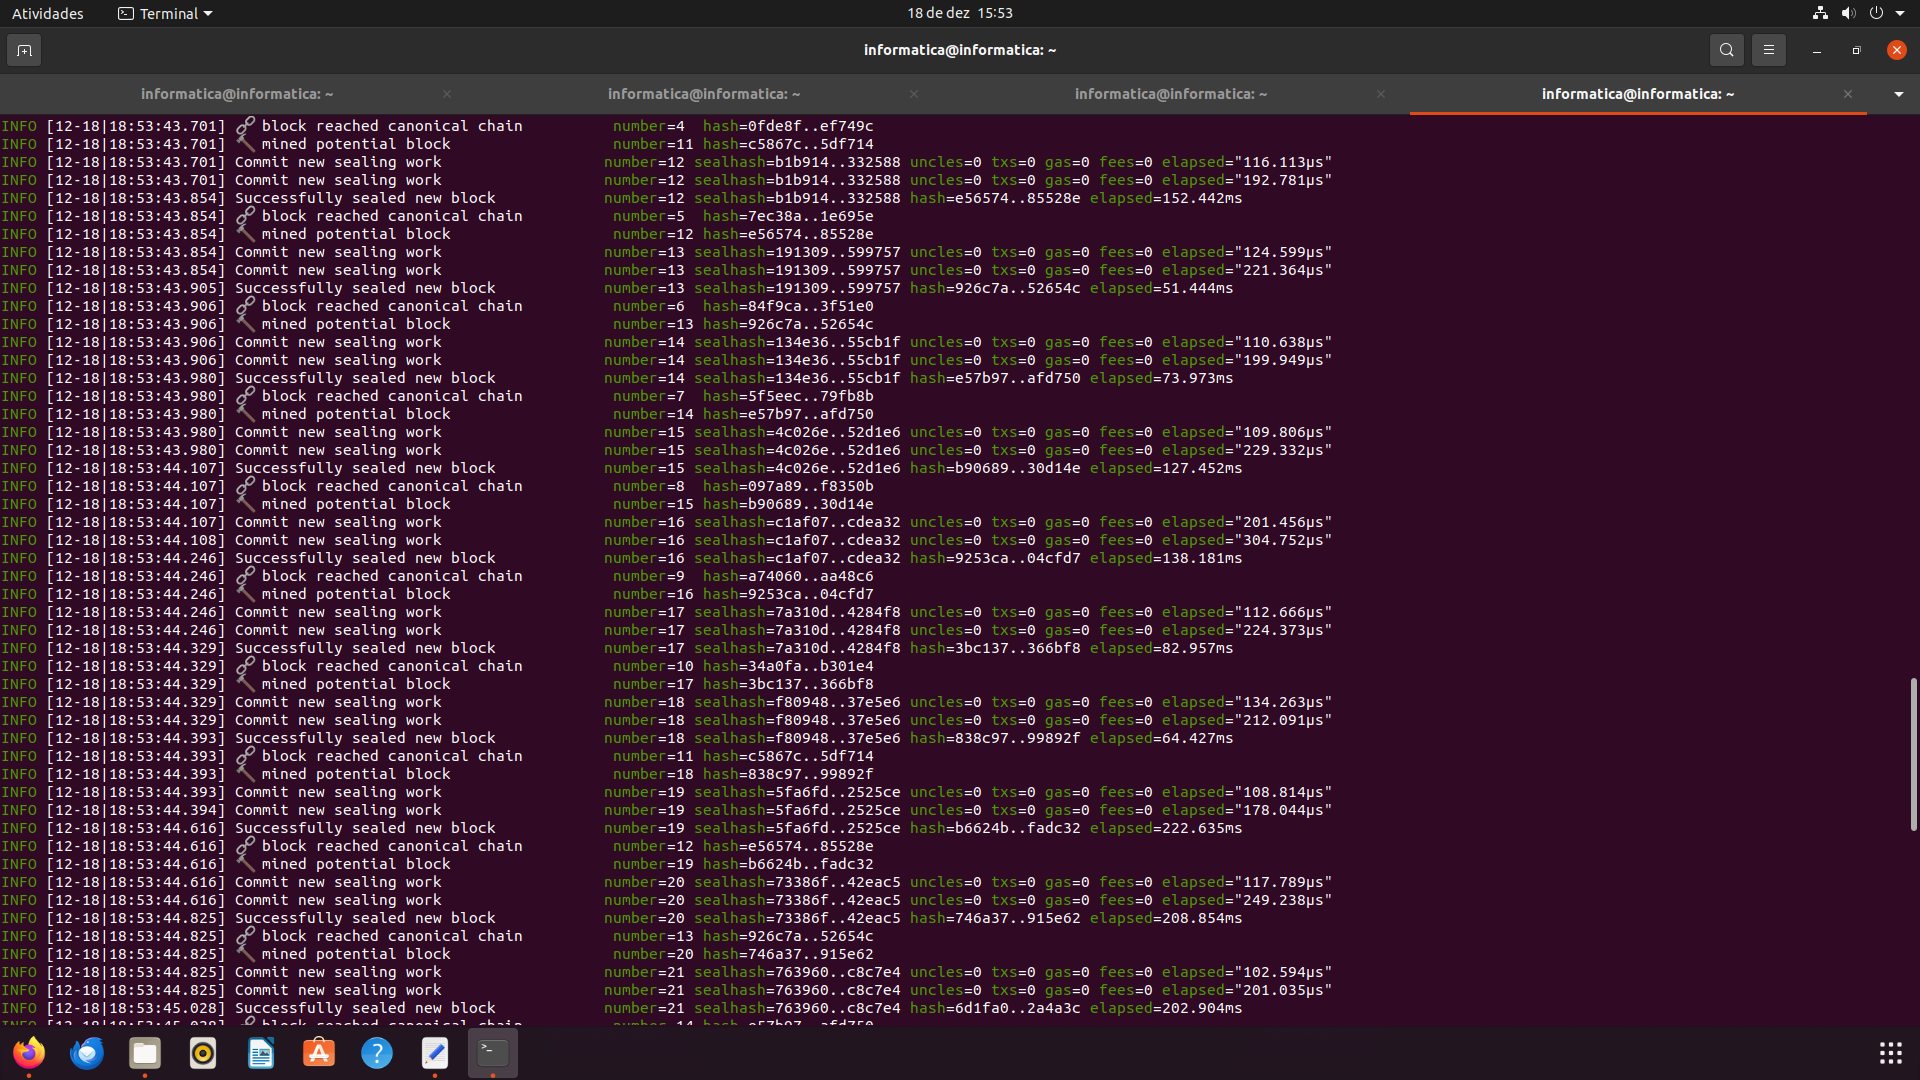 Atividades
Terminal
18 de dez 15:53
informatica@informatica: ~
informatica@informatica: ~
informatica@informatica: ~
informatica@informatica: ~
informatica@informatica: ~
INFO [12-18|18:53:43.701] 🔗 block reached canonical chain number=4 hash=0fde8f..ef749c
INFO [12-18|18:53:43.701] 🔨 mined potential block number=11 hash=c5867c..5df714
INFO [12-18|18:53:43.701] Commit new sealing work number=12 sealhash=b1b914..332588 uncles=0 txs=0 gas=0 fees=0 elapsed="116.113µs"
INFO [12-18|18:53:43.701] Commit new sealing work number=12 sealhash=b1b914..332588 uncles=0 txs=0 gas=0 fees=0 elapsed="192.781µs"
INFO [12-18|18:53:43.854] Successfully sealed new block number=12 sealhash=b1b914..332588 hash=e56574..85528e elapsed=152.442ms
INFO [12-18|18:53:43.854] 🔗 block reached canonical chain number=5 hash=7ec38a..1e695e
INFO [12-18|18:53:43.854] 🔨 mined potential block number=12 hash=e56574..85528e
INFO [12-18|18:53:43.854] Commit new sealing work number=13 sealhash=191309..599757 uncles=0 txs=0 gas=0 fees=0 elapsed="124.599µs"
INFO [12-18|18:53:43.854] Commit new sealing work number=13 sealhash=191309..599757 uncles=0 txs=0 gas=0 fees=0 elapsed="221.364µs"
INFO [12-18|18:53:43.905] Successfully sealed new block number=13 sealhash=191309..599757 hash=926c7a..52654c elapsed=51.444ms
INFO [12-18|18:53:43.906] 🔗 block reached canonical chain number=6 hash=84f9ca..3f51e0
INFO [12-18|18:53:43.906] 🔨 mined potential block number=13 hash=926c7a..52654c
INFO [12-18|18:53:43.906] Commit new sealing work number=14 sealhash=134e36..55cb1f uncles=0 txs=0 gas=0 fees=0 elapsed="110.638µs"
INFO [12-18|18:53:43.906] Commit new sealing work number=14 sealhash=134e36..55cb1f uncles=0 txs=0 gas=0 fees=0 elapsed="199.949µs"
INFO [12-18|18:53:43.980] Successfully sealed new block number=14 sealhash=134e36..55cb1f hash=e57b97..afd750 elapsed=73.973ms
INFO [12-18|18:53:43.980] 🔗 block reached canonical chain number=7 hash=5f5eec..79fb8b
INFO [12-18|18:53:43.980] 🔨 mined potential block number=14 hash=e57b97..afd750
INFO [12-18|18:53:43.980] Commit new sealing work number=15 sealhash=4c026e..52d1e6 uncles=0 txs=0 gas=0 fees=0 elapsed="109.806µs"
INFO [12-18|18:53:43.980] Commit new sealing work number=15 sealhash=4c026e..52d1e6 uncles=0 txs=0 gas=0 fees=0 elapsed="229.332µs"
INFO [12-18|18:53:44.107] Successfully sealed new block number=15 sealhash=4c026e..52d1e6 hash=b90689..30d14e elapsed=127.452ms
INFO [12-18|18:53:44.107] 🔗 block reached canonical chain number=8 hash=097a89..f8350b
INFO [12-18|18:53:44.107] 🔨 mined potential block number=15 hash=b90689..30d14e
INFO [12-18|18:53:44.107] Commit new sealing work number=16 sealhash=c1af07..cdea32 uncles=0 txs=0 gas=0 fees=0 elapsed="201.456µs"
INFO [12-18|18:53:44.108] Commit new sealing work number=16 sealhash=c1af07..cdea32 uncles=0 txs=0 gas=0 fees=0 elapsed="304.752µs"
INFO [12-18|18:53:44.246] Successfully sealed new block number=16 sealhash=c1af07..cdea32 hash=9253ca..04cfd7 elapsed=138.181ms
INFO [12-18|18:53:44.246] 🔗 block reached canonical chain number=9 hash=a74060..aa48c6
INFO [12-18|18:53:44.246] 🔨 mined potential block number=16 hash=9253ca..04cfd7
INFO [12-18|18:53:44.246] Commit new sealing work number=17 sealhash=7a310d..4284f8 uncles=0 txs=0 gas=0 fees=0 elapsed="112.666µs"
INFO [12-18|18:53:44.246] Commit new sealing work number=17 sealhash=7a310d..4284f8 uncles=0 txs=0 gas=0 fees=0 elapsed="224.373µs"
INFO [12-18|18:53:44.329] Successfully sealed new block number=17 sealhash=7a310d..4284f8 hash=3bc137..366bf8 elapsed=82.957ms
INFO [12-18|18:53:44.329] 🔗 block reached canonical chain number=10 hash=34a0fa..b301e4
INFO [12-18|18:53:44.329] 🔨 mined potential block number=17 hash=3bc137..366bf8
INFO [12-18|18:53:44.329] Commit new sealing work number=18 sealhash=f80948..37e5e6 uncles=0 txs=0 gas=0 fees=0 elapsed="134.263µs"
INFO [12-18|18:53:44.329] Commit new sealing work number=18 sealhash=f80948..37e5e6 uncles=0 txs=0 gas=0 fees=0 elapsed="212.091µs"
INFO [12-18|18:53:44.393] Successfully sealed new block number=18 sealhash=f80948..37e5e6 hash=838c97..99892f elapsed=64.427ms
INFO [12-18|18:53:44.393] 🔗 block reached canonical chain number=11 hash=c5867c..5df714
INFO [12-18|18:53:44.393] 🔨 mined potential block number=18 hash=838c97..99892f
INFO [12-18|18:53:44.393] Commit new sealing work number=19 sealhash=5fa6fd..2525ce uncles=0 txs=0 gas=0 fees=0 elapsed="108.814µs"
INFO [12-18|18:53:44.394] Commit new sealing work number=19 sealhash=5fa6fd..2525ce uncles=0 txs=0 gas=0 fees=0 elapsed="178.044µs"
INFO [12-18|18:53:44.616] Successfully sealed new block number=19 sealhash=5fa6fd..2525ce hash=b6624b..fadc32 elapsed=222.635ms
INFO [12-18|18:53:44.616] 🔗 block reached canonical chain number=12 hash=e56574..85528e
INFO [12-18|18:53:44.616] 🔨 mined potential block number=19 hash=b6624b..fadc32
INFO [12-18|18:53:44.616] Commit new sealing work number=20 sealhash=73386f..42eac5 uncles=0 txs=0 gas=0 fees=0 elapsed="117.789µs"
INFO [12-18|18:53:44.616] Commit new sealing work number=20 sealhash=73386f..42eac5 uncles=0 txs=0 gas=0 fees=0 elapsed="249.238µs"
INFO [12-18|18:53:44.825] Successfully sealed new block number=20 sealhash=73386f..42eac5 hash=746a37..915e62 elapsed=208.854ms
INFO [12-18|18:53:44.825] 🔗 block reached canonical chain number=13 hash=926c7a..52654c
INFO [12-18|18:53:44.825] 🔨 mined potential block number=20 hash=746a37..915e62
INFO [12-18|18:53:44.825] Commit new sealing work number=21 sealhash=763960..c8c7e4 uncles=0 txs=0 gas=0 fees=0 elapsed="102.594µs"
INFO [12-18|18:53:44.825] Commit new sealing work number=21 sealhash=763960..c8c7e4 uncles=0 txs=0 gas=0 fees=0 elapsed="201.035µs"
INFO [12-18|18:53:45.028] Successfully sealed new block number=21 sealhash=763960..c8c7e4 hash=6d1fa0..2a4a3c elapsed=202.904ms
INFO [12-18|18:53:45.028] 🔗 block reached canonical chain number=14 hash=e57b97..afd750